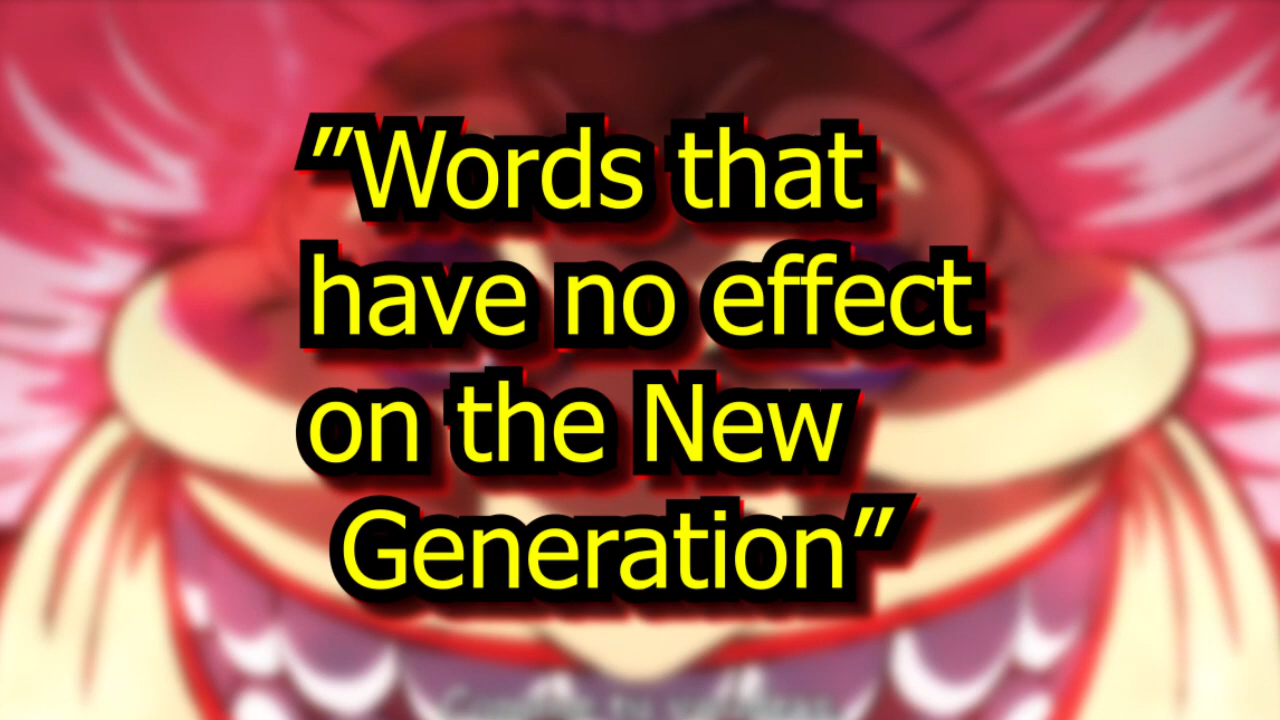 "Words that
have no effect
on the New
Generation"